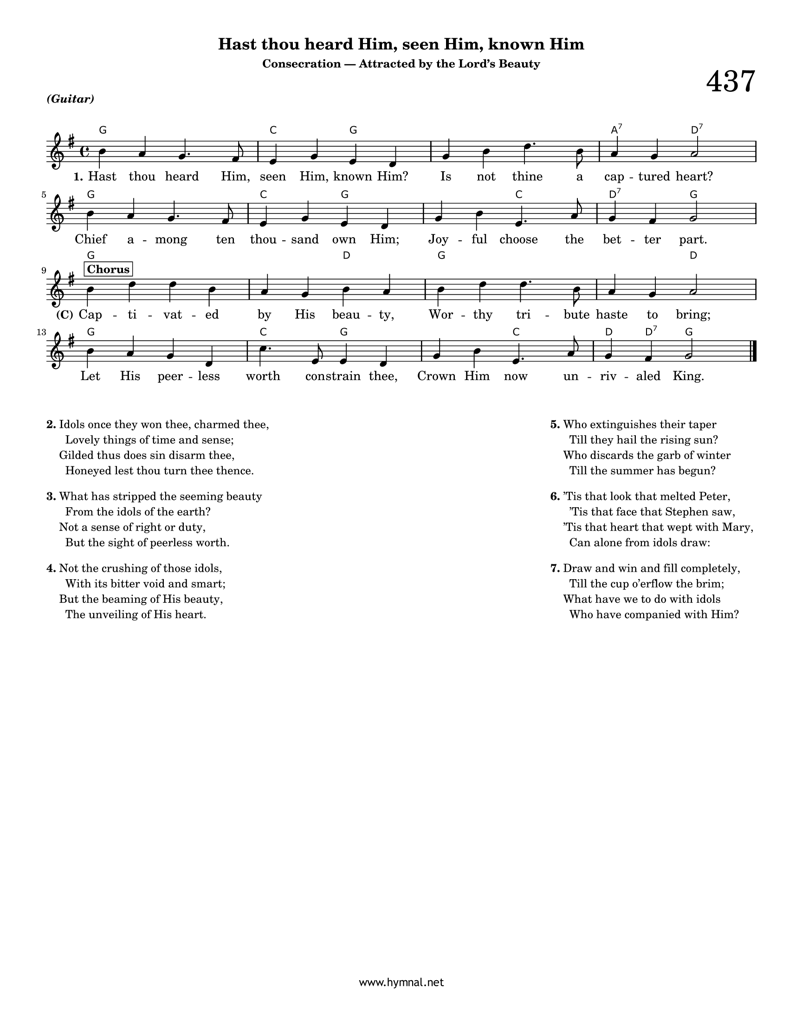 Hast thou heard Him, seen Him, known Him
Consecration — Attracted by the Lord's Beauty
437
(Guitar)
G C G A7 D7
1. Hast thou heard Him, seen Him, known Him? Is not thine a cap - tured heart?
5 G C G C D7 G
Chief a - mong ten thou - sand own Him; Joy - ful choose the bet - ter part.
G D G D
9 Chorus
(C) Cap - ti - vat - ed by His beau - ty, Wor - thy tri - bute haste to bring;
13 G C G C D D7 G
Let His peer - less worth constrain thee, Crown Him now un - riv - aled King.
2. Idols once they won thee, charmed thee,
Lovely things of time and sense;
Gilded thus does sin disarm thee,
Honeyed lest thou turn thee thence.
3. What has stripped the seeming beauty
From the idols of the earth?
Not a sense of right or duty,
But the sight of peerless worth.
4. Not the crushing of those idols,
With its bitter void and smart;
But the beaming of His beauty,
The unveiling of His heart.
5. Who extinguishes their taper
Till they hail the rising sun?
Who discards the garb of winter
Till the summer has begun?
6. 'Tis that look that melted Peter,
'Tis that face that Stephen saw,
'Tis that heart that wept with Mary,
Can alone from idols draw:
7. Draw and win and fill completely,
Till the cup o'erflow the brim;
What have we to do with idols
Who have companied with Him?
www.hymnal.net